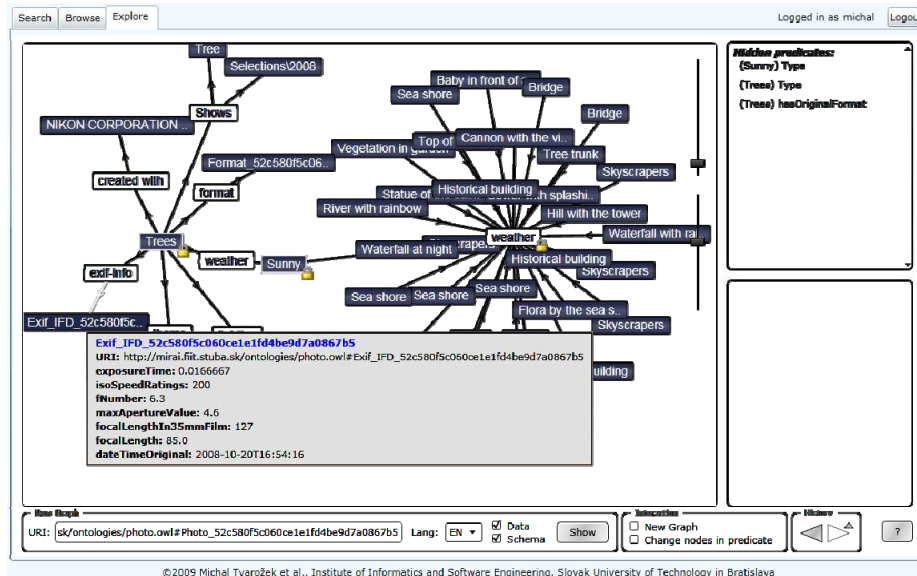 Search Browse Explore
Logged in as michal
Tree
Selections\2008
Shows
NIKON CORPORATION ..
Format_52c580f5c06..
created with
format
Trees
weather
Sunny
exif-info
Exif_IFD_52c580f5c..
Baby in front of
Sea shore
Bridge
Bridge
Vegetation in
Top of
Cannon with the vi..
Tree trunk
Skyscrapers
Statue
Historical building
splashi..
River with rainbow
Hill with the tower
weather
Waterfall with rai..
Waterfall at night
Historical building
Skyscrapers
Sea shore
Sea shore
Sea shore
Flora by the sea s..
Skyscrapers
uilding
Exif_IFD_52c580f5c060ce1e1fd4be9d7a0867b5
URI: http://mirai.fiit.stuba.sk/ontologies/photo.owl#Exif_IFD_52c580f5c060ce1e1fd4be9d7a0867b5
exposureTime: 0.0166667
isoSpeedRatings: 200
fNumber: 6.3
maxApertureValue: 4.6
focalLengthIn35mmFilm: 127
focalLength: 85.0
dateTimeOriginal: 2008-10-20T16:54:16
Hidden predicates:
(Sunny) Type
(Trees) Type
(Trees) hasOriginalFormat
URI: sk/ontologies/photo.owl#Photo_52c580f5c060ce1e1fd4be9d7a0867b5 Lang: EN Data Schema Show
Interaction
New Graph
Change nodes in predicate
History
?
©2009 Michal Tvarožek et al., Institute of Informatics and Software Engineering, Slovak University of Technology in Bratislava